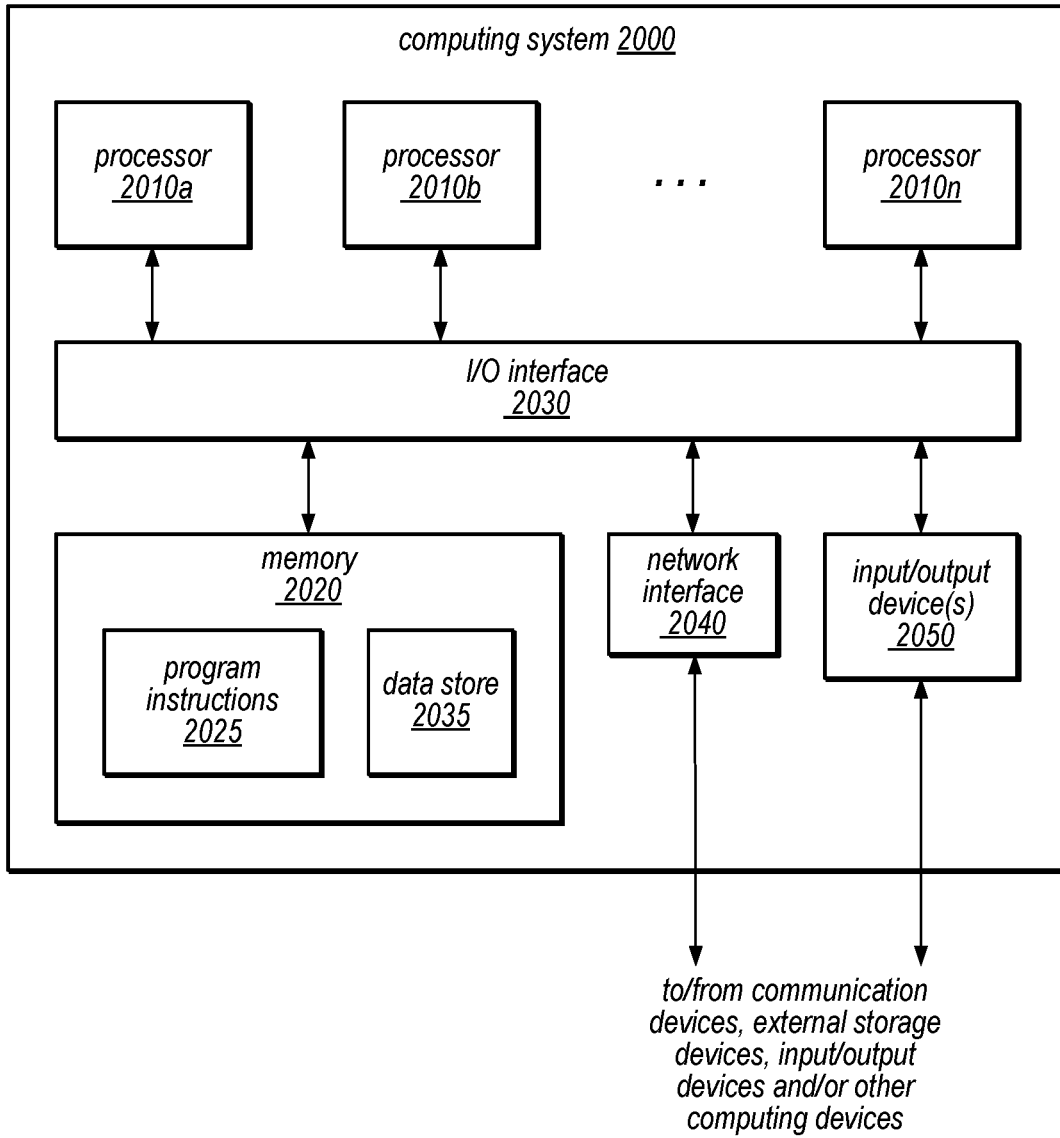 computing system 2000
processor
2010a
processor
2010b
. . .
processor
2010n
I/O interface
2030
memory
2020
program
instructions
2025
data store
2035
network
interface
2040
input/output
device(s)
2050
to/from communication
devices, external storage
devices, input/output
devices and/or other
computing devices